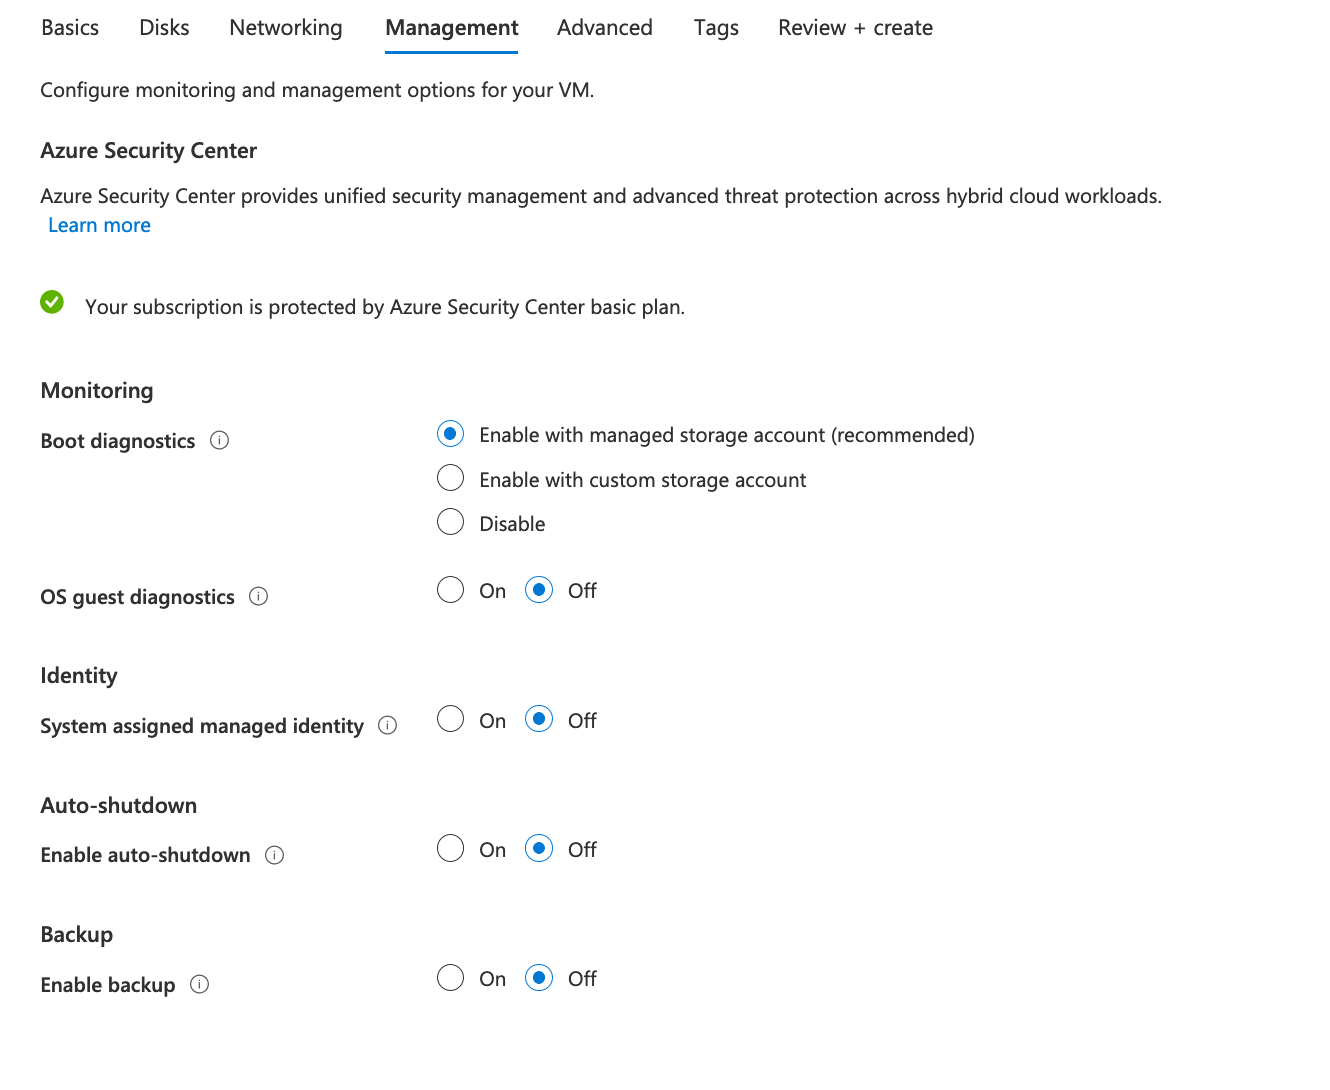 Basics Disks Networking Management Advanced Tags Review + create
Configure monitoring and management options for your VM.
Azure Security Center
Azure Security Center provides unified security management and advanced threat protection across hybrid cloud workloads.
Learn more
Your subscription is protected by Azure Security Center basic plan.
Monitoring
Boot diagnostics
Enable with managed storage account (recommended)
Enable with custom storage account
Disable
OS guest diagnostics On Off
Identity
System assigned managed identity On Off
Auto-shutdown
Enable auto-shutdown On Off
Backup
Enable backup On Off